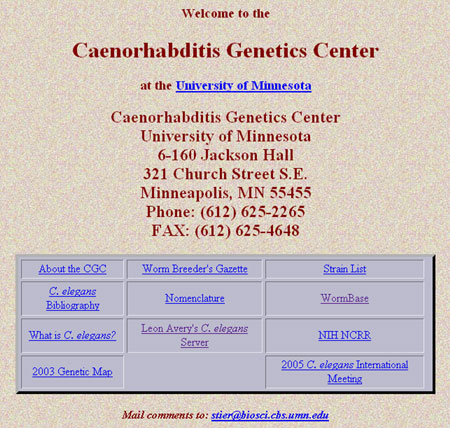 Welcome to the
Caenorhabditis Genetics Center
at the University of Minnesota
Caenorhabditis Genetics Center
University of Minnesota
6-160 Jackson Hall
321 Church Street S.E.
Minneapolis, MN 55455
Phone: (612) 625-2265
FAX: (612) 625-4648
About the CGC
Worm Breeder's Gazette
Strain List
C. elegans
Bibliography
Nomenclature
WormBase
What is C. elegans?
Leon Avery's C. elegans
Server
NIH NCRR
2003 Genetic Map
2005 C. elegans International
Meeting
Mail comments to: stier@biosci.cbs.umn.edu